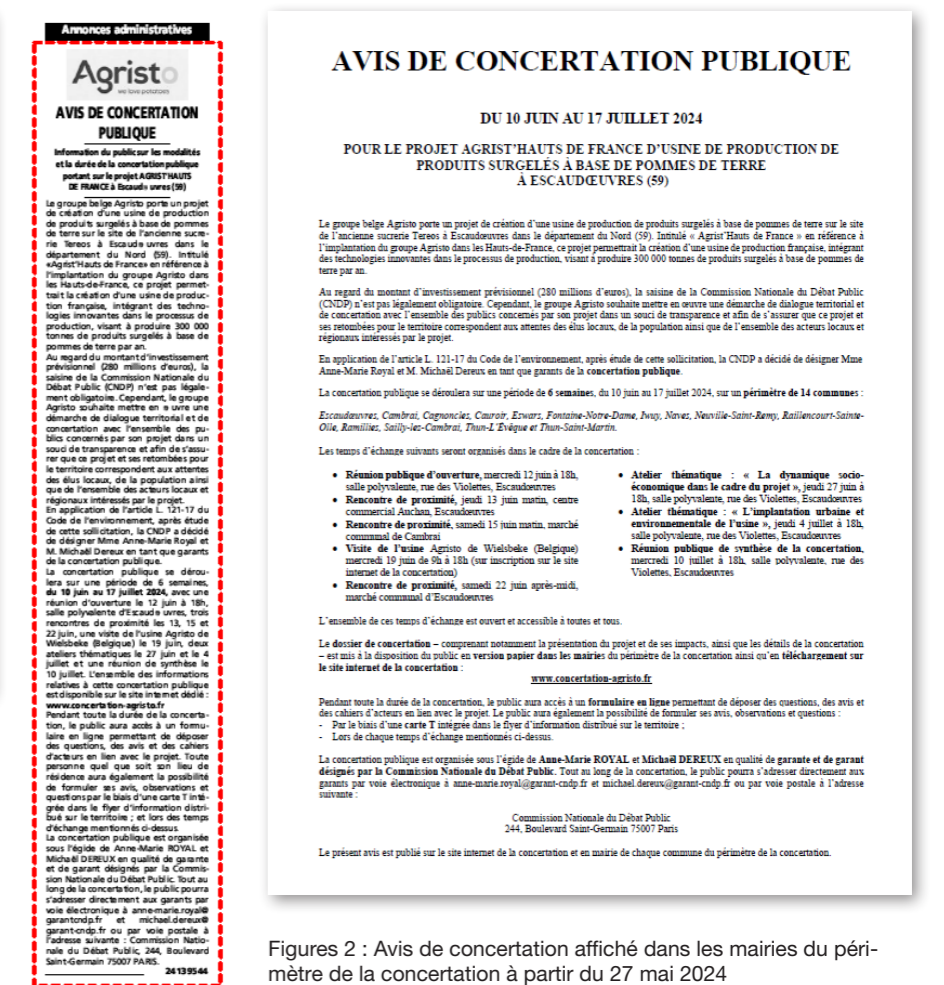 Annonces administratives
Agristo
we love potatoes
AVIS DE CONCERTATION
PUBLIQUE
Information du public sur les modalités
et la durée de la concertation publique
portant sur le projet AGRIST'HAUTS
DE FRANCE à Escaud uvres (59)
Le groupe belge Agristo porte un projet
de création d'une usine de production
de produits surgelés à base de pommes
de terre sur le site de l'ancienne sucre-
rie Tereos à Escaude uvres dans le
département du Nord (59). Intitulé
«Agrist'Hauts de France» en référence à
l'implantation du groupe Agristo dans
les Hauts-de-France, ce projet permet-
trait la création d'une usine de produc-
tion française, intégrant des techno-
logies innovantes dans le processus de
production, visant à produire 300 000
tonnes de produits surgelés à base de
pommes de terre par an.
Au regard du montant d'investissement
prévisionnel (280 millions d'euros), la
saisine de la Commission Nationale du
Débat Public (CNDP) n'est pas légale-
ment obligatoire. Cependant, le groupe
Agristo souhaite mettre en œ uvre une
démarche de dialogue territorial et de
concertation avec l'ensemble des pu-
blics concernés par son projet dans un
souci de transparence et afin de s'assu-
rer que ce projet et ses retombées pour
le territoire correspondent aux attentes
des élus locaux, de la population ainsi
que de l'ensemble des acteurs locaux et
régionaux intéressés par le projet.
En application de l'article L. 121-17 du
Code de l'environnement, après étude
de cette sollicitation, la CNDP a décidé
de désigner Mme Anne-Marie Royal et
M. Michaël Dereux en tant que garants
de la concertation publique.
La concertation publique se dérou-
lera sur une période de 6 semaines,
du 10 juin au 17 juillet 2024, avec une
réunion d'ouverture le 12 juin à 18h,
salle polyvalente d'Escaude uvres, trois
rencontres de proximité les 13, 15 et
22 juin, une visite de l'usine Agristo de
Wielsbeke (Belgique) le 19 juin, deux
ateliers thématiques le 27 juin et le 4
juillet et une réunion de synthèse le
10 juillet. L'ensemble des informations
relatives à cette concertation publique
est disponible sur le site internet dédié :
www.concertation-agristo.fr
Pendant toute la durée de la concerta-
tion, le public aura accès à un formu-
laire en ligne permettant de déposer
des questions, des avis et des cahiers
d'acteurs en lien avec le projet. Toute
personne quel que soit son lieu de
résidence aura également la possibilité
de formuler ses avis, observations et
questions par le biais d'une carte T inté-
grée dans le flyer d'information distri-
bué sur le territoire ; et lors des temps
d'échange mentionnés ci-dessus.
La concertation publique est organisée
sous l'égide de Anne-Marie ROYAL et
Michaël DEREUX en qualité de garante
et de garant désignés par la Commis-
sion Nationale du Débat Public. Tout au
long de la concertation, le public pourra
s'adresser directement aux garants par
voie électronique à anne-marie.royal@
garantcndp.fr et michael.dereux@
garant-cndp.fr ou par voie postale à
l'adresse suivante : Commission Natio-
nale du Débat Public, 244, Boulevard
Saint-Germain 75007 PARIS.
24139544
AVIS DE CONCERTATION PUBLIQUE
DU 10 JUIN AU 17 JUILLET 2024
POUR LE PROJET AGRIST'HAUTS DE FRANCE D'USINE DE PRODUCTION DE
PRODUITS SURGELÉS À BASE DE POMMES DE TERRE
À ESCAUDŒUVRES (59)
Le groupe belge Agristo porte un projet de création d'une usine de production de produits surgelés à base de pommes de terre sur le site
de l'ancienne sucrerie Tereos à Escaudœuvres dans le département du Nord (59). Intitulé « Agrist'Hauts de France » en référence à
l'implantation du groupe Agristo dans les Hauts-de-France, ce projet permettrait la création d'une usine de production française, intégrant
des technologies innovantes dans le processus de production, visant à produire 300 000 tonnes de produits surgelés à base de pommes de
terre par an.
Au regard du montant d'investissement prévisionnel (280 millions d'euros), la saisine de la Commission Nationale du Débat Public
(CNDP) n'est pas légalement obligatoire. Cependant, le groupe Agristo souhaite mettre en œuvre une démarche de dialogue territorial et
de concertation avec l'ensemble des publics concernés par son projet dans un souci de transparence et afin de s'assurer que ce projet et
ses retombées pour le territoire correspondent aux attentes des élus locaux, de la population ainsi que de l'ensemble des acteurs locaux et
régionaux intéressés par le projet.
En application de l'article L. 121-17 du Code de l'environnement, après étude de cette sollicitation, la CNDP a décidé de désigner Mme
Anne-Marie Royal et M. Michaël Dereux en tant que garants de la concertation publique.
La concertation publique se déroulera sur une période de 6 semaines, du 10 juin au 17 juillet 2024, sur un périmètre de 14 communes :
Escaudœuvres, Cambrai, Cagnoncles, Cauroir, Eswars, Fontaine-Notre-Dame, Iwuy, Naves, Neuville-Saint-Remy, Raillencourt-Sainte-
Olle, Ramillies, Sailly-lez-Cambrai, Thun-L'Évêque et Thun-Saint-Martin.
Les temps d'échange suivants seront organisés dans le cadre de la concertation :
• Réunion publique d'ouverture, mercredi 12 juin à 18h,
salle polyvalente, rue des Violettes, Escaudoeuvres
• Rencontre de proximité, jeudi 13 juin matin, centre
commercial Auchan, Escaudoeuvres
• Rencontre de proximité, samedi 15 juin matin, marché
communal de Cambrai
• Visite de l'usine Agristo de Wielsbeke (Belgique)
mercredi 19 juin de 9h à 18h (sur inscription sur le site
internet de la concertation)
• Rencontre de proximité, samedi 22 juin après-midi,
marché communal d'Escaudoeuvres
• Atelier thématique : « La dynamique socio-
économique dans le cadre du projet », jeudi 27 juin à
18h, salle polyvalente, rue des Violettes, Escaudoeuvres
• Atelier thématique : « L'implantation urbaine et
environnementale de l'usine », jeudi 4 juillet à 18h,
salle polyvalente, rue des Violettes, Escaudoeuvres
• Réunion publique de synthèse de la concertation,
mercredi 10 juillet à 18h, salle polyvalente, rue des
Violettes, Escaudoeuvres
L'ensemble de ces temps d'échange est ouvert et accessible à toutes et tous.
Le dossier de concertation – comprenant notamment la présentation du projet et de ses impacts, ainsi que les détails de la concertation
– est mis à la disposition du public en version papier dans les mairies du périmètre de la concertation ainsi qu'en téléchargement sur
le site internet de la concertation :
www.concertation-agristo.fr
Pendant toute la durée de la concertation, le public aura accès à un formulaire en ligne permettant de déposer des questions, des avis et
des cahiers d'acteurs en lien avec le projet. Le public aura également la possibilité de formuler ses avis, observations et questions :
- Par le biais d'une carte T intégrée dans le flyer d'information distribué sur le territoire ;
- Lors de chaque temps d'échange mentionnés ci-dessus.
La concertation publique est organisée sous l'égide de Anne-Marie ROYAL et Michaël DEREUX en qualité de garante et de garant
désignés par la Commission Nationale du Débat Public. Tout au long de la concertation, le public pourra s'adresser directement aux
garants par voie électronique à anne-marie.royal@garant-cndp.fr et michael.dereux@garant-cndp.fr ou par voie postale à l'adresse
suivante :
Commission Nationale du Débat Public
244, Boulevard Saint-Germain 75007 Paris
Le présent avis est publié sur le site internet de la concertation et en mairie de chaque commune du périmètre de la concertation.
Figures 2 : Avis de concertation affiché dans les mairies du péri-
mètre de la concertation à partir du 27 mai 2024